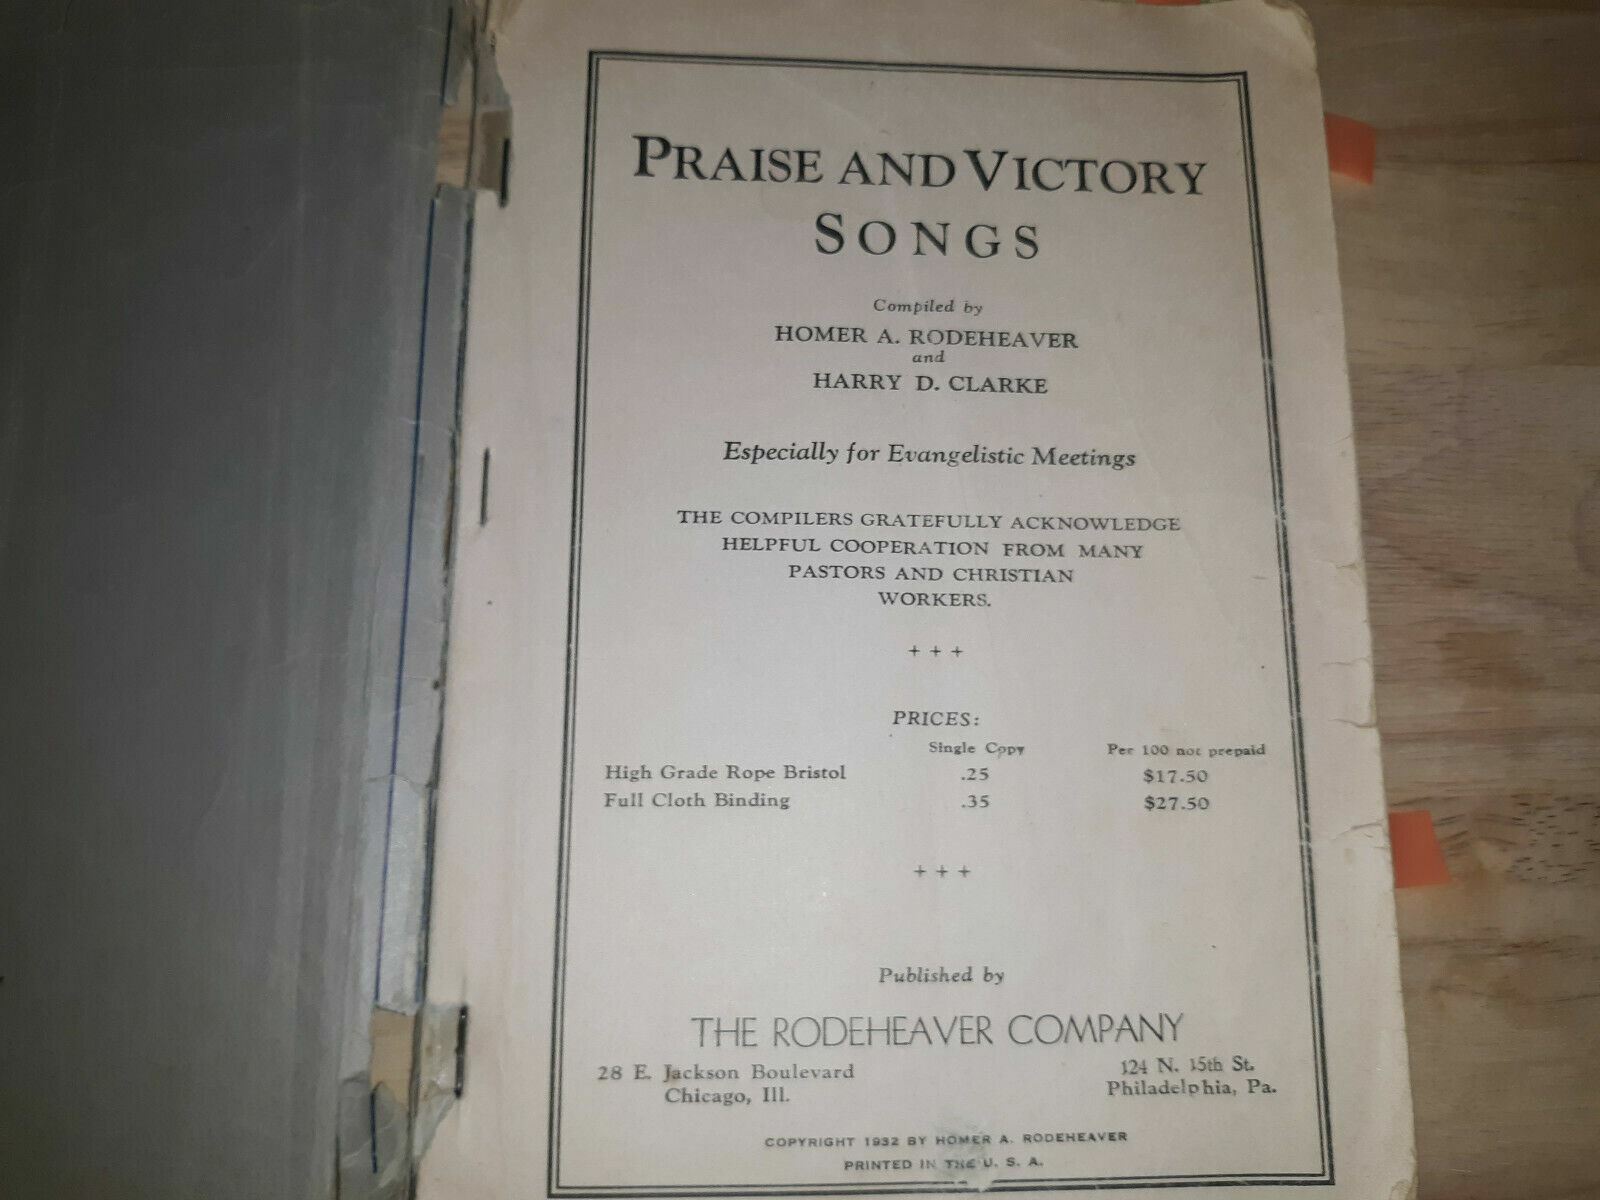 PRAISE AND VICTORY
SONGS
Compiled by
HOMER A. RODEHEAVER
and
HARRY D. CLARKE
Especially for Evangelistic Meetings
THE COMPILERS GRATEFULLY ACKNOWLEDGE
HELPFUL COOPERATION FROM MANY
PASTORS AND CHRISTIAN
WORKERS.
+ + +
PRICES:
Single Copy Per 100 not prepaid
High Grade Rope Bristol .25 $17.50
Full Cloth Binding .35 $27.50
+ + +
Published by
THE RODEHEAVER COMPANY
28 E. Jackson Boulevard 124 N. 15th St.
Chicago, Ill. Philadelphia, Pa.
COPYRIGHT 1932 BY HOMER A. RODEHEAVER
PRINTED IN THE U. S. A.